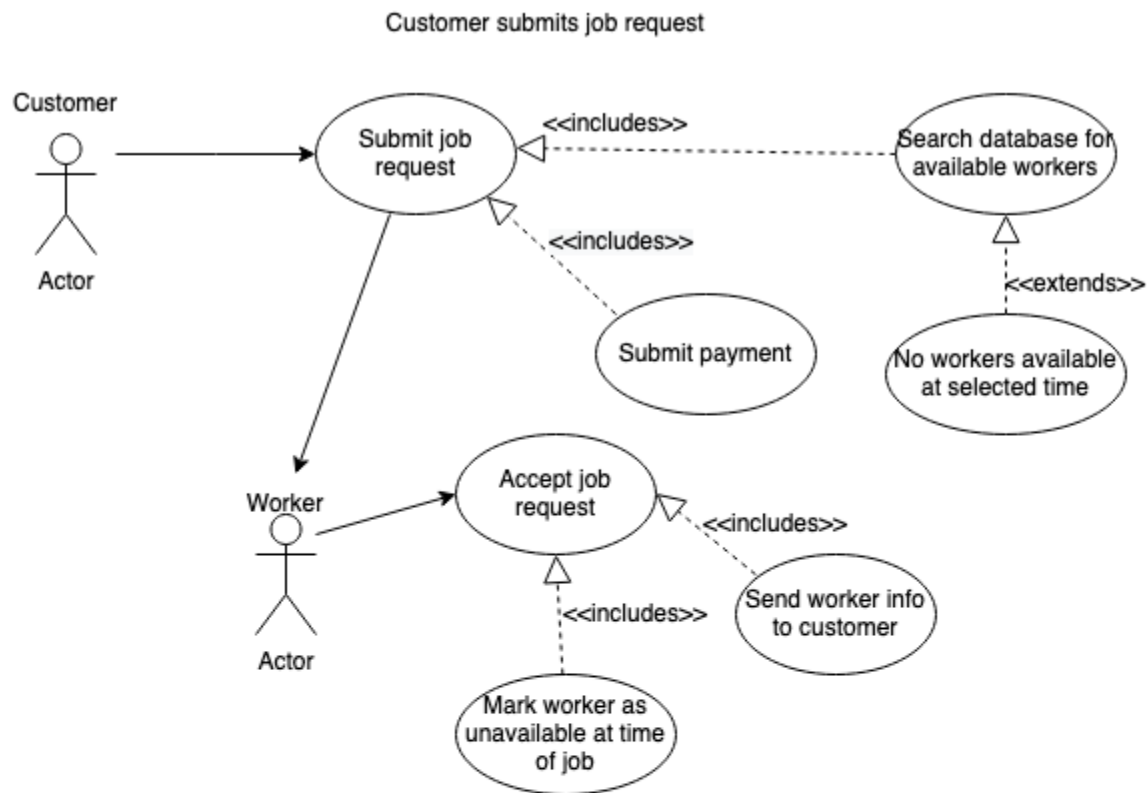 Customer submits job request
Customer
Actor
Submit job
request
<<includes>>
Search database for
available workers
<<includes>>
<<extends>>
Submit payment
No workers available
at selected time
Worker
Actor
Accept job
request
<<includes>>
Send worker info
to customer
<<includes>>
Mark worker as
unavailable at time
of job